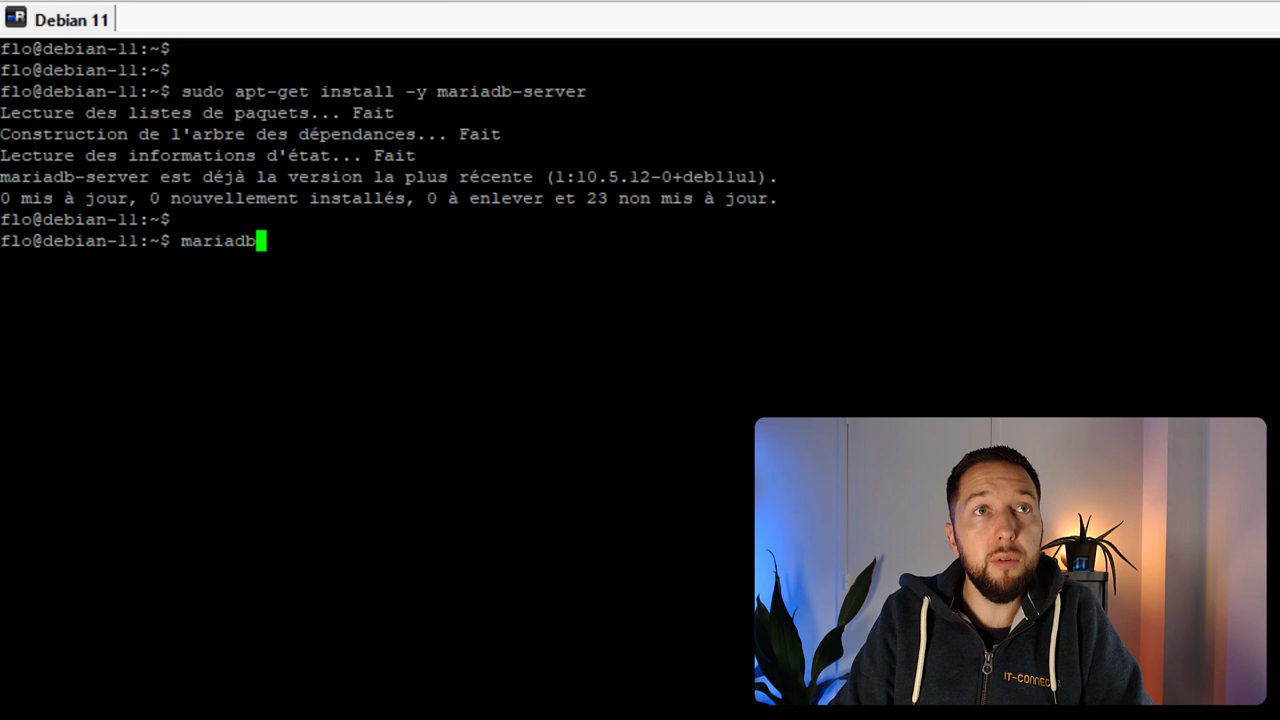 Debian 11
flo@debian-11:~$
flo@debian-11:~$
flo@debian-11:~$ sudo apt-get install -y mariadb-server
Lecture des listes de paquets... Fait
Construction de l'arbre des dépendances... Fait
Lecture des informations d'état... Fait
mariadb-server est déjà la version la plus récente (1:10.5.12-0+deb11u1).
0 mis à jour, 0 nouvellement installés, 0 à enlever et 23 non mis à jour.
flo@debian-11:~$
flo@debian-11:~$ mariadb
IT
IT-CONNEC